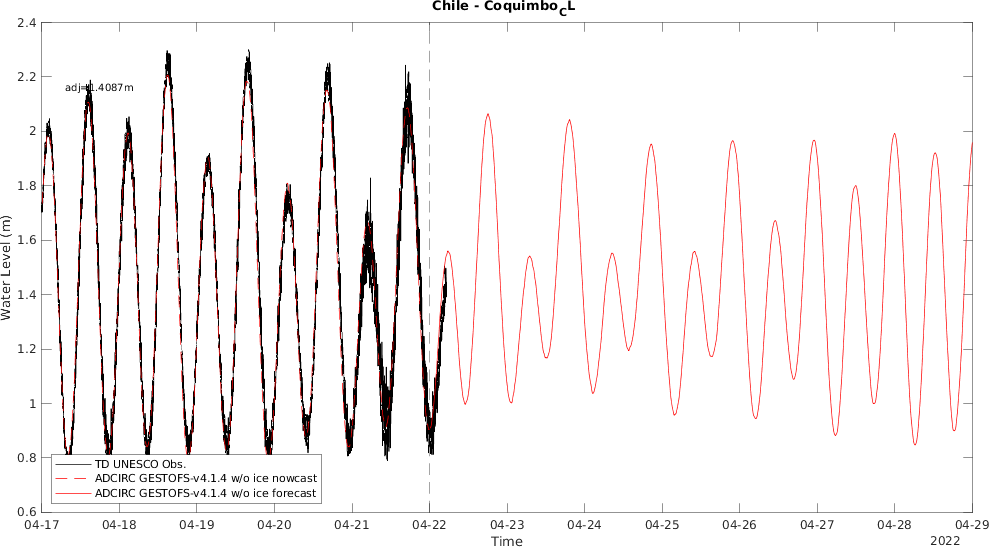 Chile - CoquimboCL
2.4
2.2
2
1.8
1.6
1.4
1.2
1
0.8
0.6
Water Level (m)
adj=1.4087m
TD UNESCO Obs.
ADCIRC GESTOFS-v4.1.4 w/o ice nowcast
ADCIRC GESTOFS-v4.1.4 w/o ice forecast
04-17 04-18 04-19 04-20 04-21 04-22 04-23 04-24 04-25 04-26 04-27 04-28 04-29
Time
2022